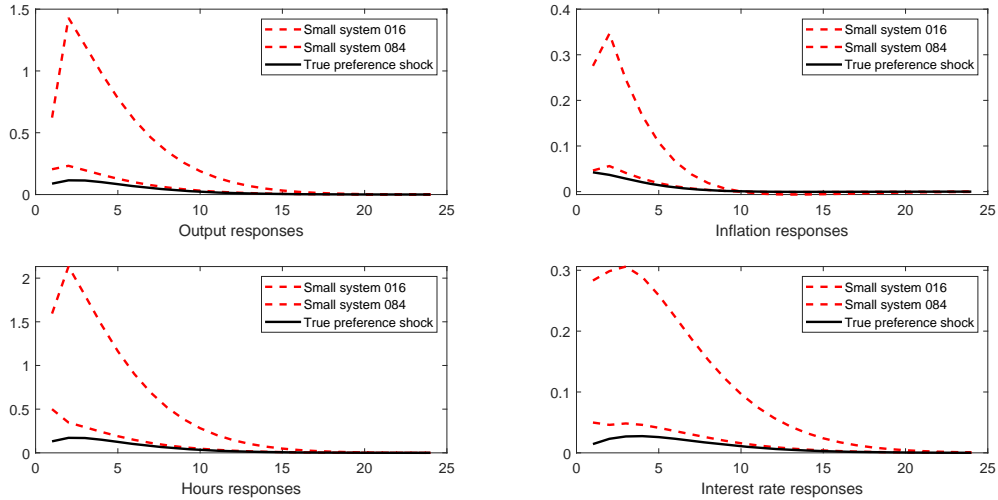 1.5
1
0.5
0
0 5 10 15 20 25
Small system 016
Small system 084
True preference shock
Output responses
0.4
0.3
0.2
0.1
0
0 5 10 15 20 25
Small system 016
Small system 084
True preference shock
Inflation responses
2
1.5
1
0.5
0
0 5 10 15 20 25
Small system 016
Small system 084
True preference shock
Hours responses
0.3
0.2
0.1
0
0 5 10 15 20 25
Small system 016
Small system 084
True preference shock
Interest rate responses